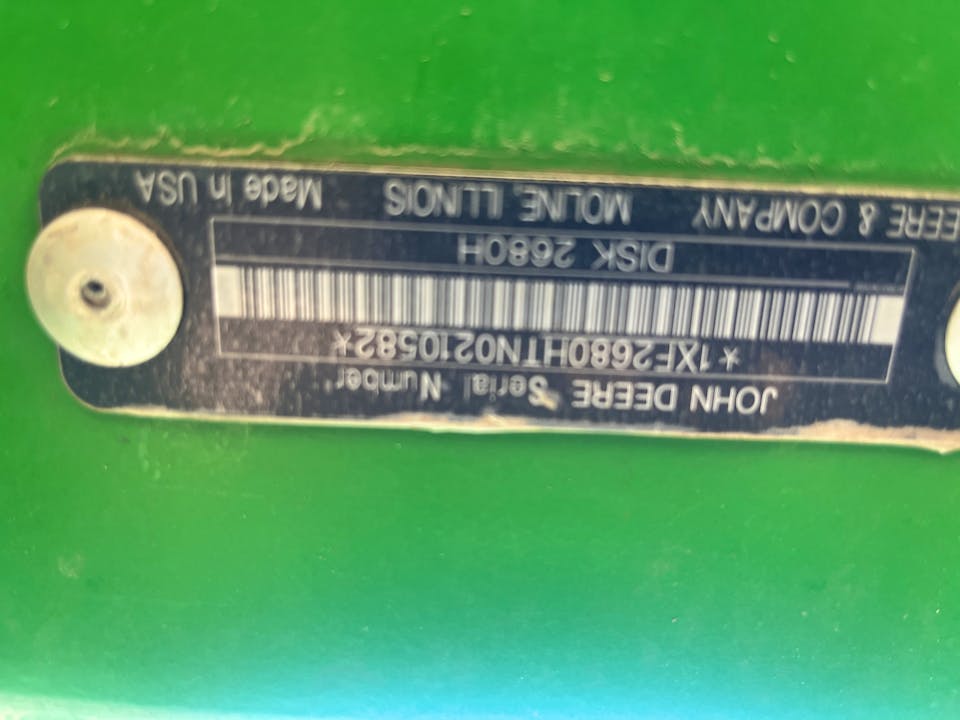 JOHN DEERE Serial Number
*1XF2680HTN0210582*
DISK 2680H
EERE & COMPANY MOLINE, ILLINOIS Made in USA